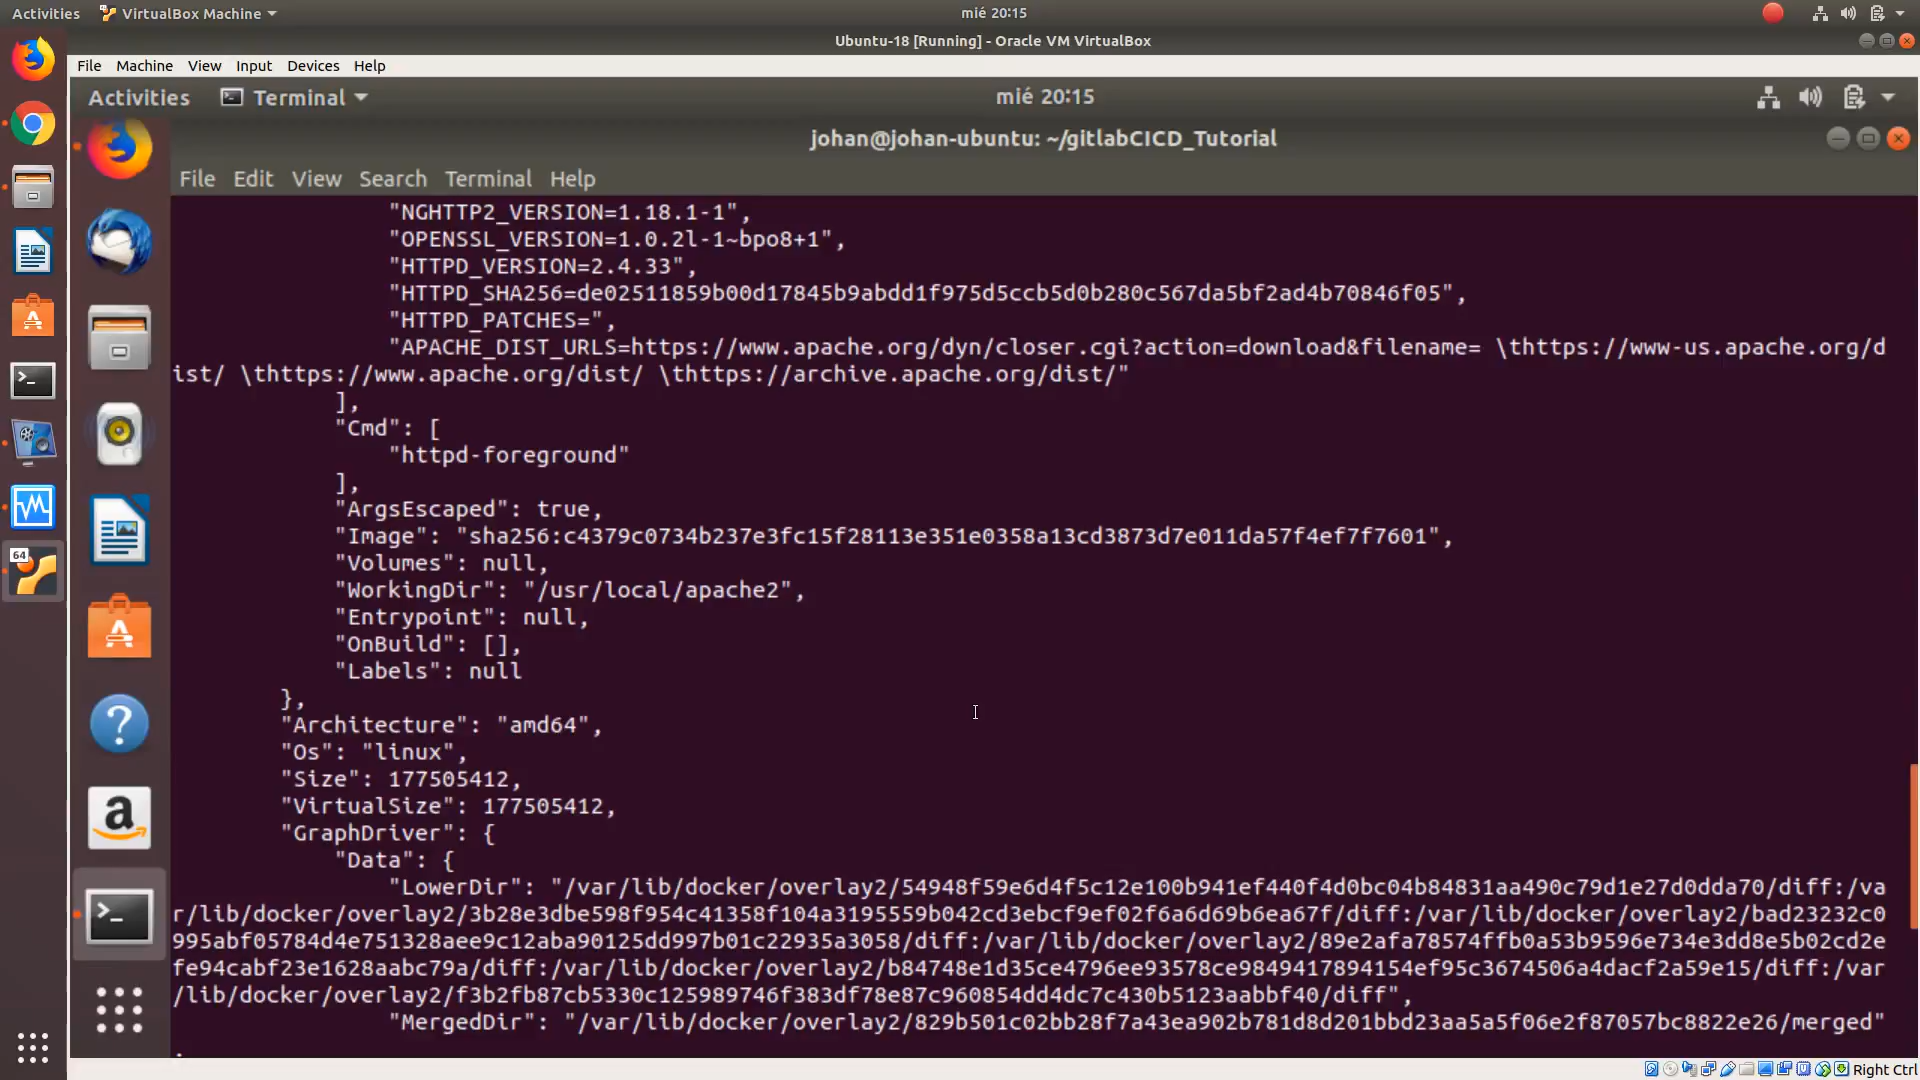 Activities VirtualBox Machine mié 20:15
Ubuntu-18 [Running] - Oracle VM VirtualBox
File Machine View Input Devices Help
Activities Terminal mié 20:15
johan@johan-ubuntu: ~/gitlabCICD_Tutorial
File Edit View Search Terminal Help
"NGHTTP2_VERSION=1.18.1-1",
"OPENSSL_VERSION=1.0.2l-1~bpo8+1",
"HTTPD_VERSION=2.4.33",
"HTTPD_SHA256=de02511859b00d17845b9abdd1f975d5ccb5d0b280c567da5bf2ad4b70846f05",
"HTTPD_PATCHES=",
"APACHE_DIST_URLS=https://www.apache.org/dyn/closer.cgi?action=download&filename= \thttps://www-us.apache.org/d
ist/ \thttps://www.apache.org/dist/ \thttps://archive.apache.org/dist/"
],
"Cmd": [
"httpd-foreground"
],
"ArgsEscaped": true,
"Image": "sha256:c4379c0734b237e3fc15f28113e351e0358a13cd3873d7e011da57f4ef7f7601",
"Volumes": null,
"WorkingDir": "/usr/local/apache2",
"Entrypoint": null,
"OnBuild": [],
"Labels": null
},
"Architecture": "amd64",
"Os": "linux",
"Size": 177505412,
"VirtualSize": 177505412,
"GraphDriver": {
"Data": {
"LowerDir": "/var/lib/docker/overlay2/54948f59e6d4f5c12e100b941ef440f4d0bc04b84831aa490c79d1e27d0dda70/diff:/va
r/lib/docker/overlay2/3b28e3dbe598f954c41358f104a3195559b042cd3ebcf9ef02f6a6d69b6ea67f/diff:/var/lib/docker/overlay2/bad23232c0
995abf05784d4e751328aee9c12aba90125dd997b01c22935a3058/diff:/var/lib/docker/overlay2/89e2afa78574ffb0a53b9596e734e3dd8e5b02cd2e
fe94cabf23e1628aabc79a/diff:/var/lib/docker/overlay2/b84748e1d35ce4796ee93578ce9849417894154ef95c3674506a4dacf2a59e15/diff:/var
/lib/docker/overlay2/f3b2fb87cb5330c125989746f383df78e87c960854dd4dc7c430b5123aabbf40/diff",
"MergedDir": "/var/lib/docker/overlay2/829b501c02bb28f7a43ea902b781d8d201bbd23aa5a5f06e2f87057bc8822e26/merged"
,
64
Right Ctrl